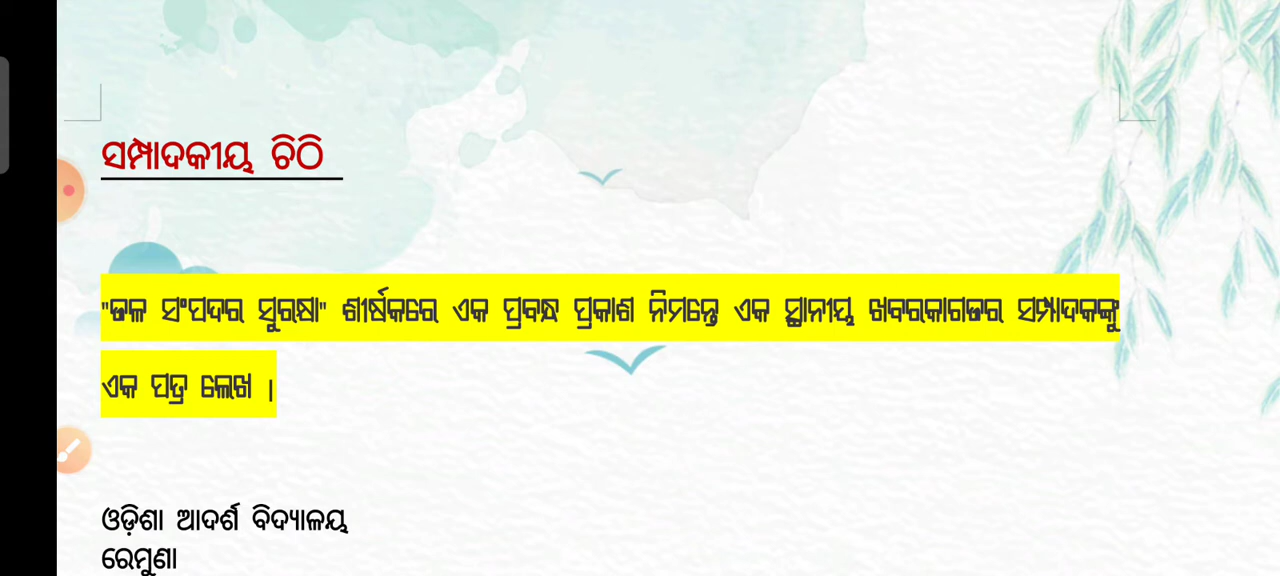 ସମ୍ପାଦକୀୟ ଚିଠି
"ଜଳ ସଂପଦର ସୁରକ୍ଷା" ଶୀର୍ଷକରେ ଏକ ପ୍ରବନ୍ଧ ପ୍ରକାଶ ନିମନ୍ତେ ଏକ ସ୍ଥାନୀୟ ଖବରକାଗଜର ସମ୍ପାଦକଙ୍କୁ
ଏକ ପତ୍ର ଲେଖ ।
ଓଡ଼ିଶା ଆଦର୍ଶ ବିଦ୍ୟାଳୟ
ରେମୁଣା